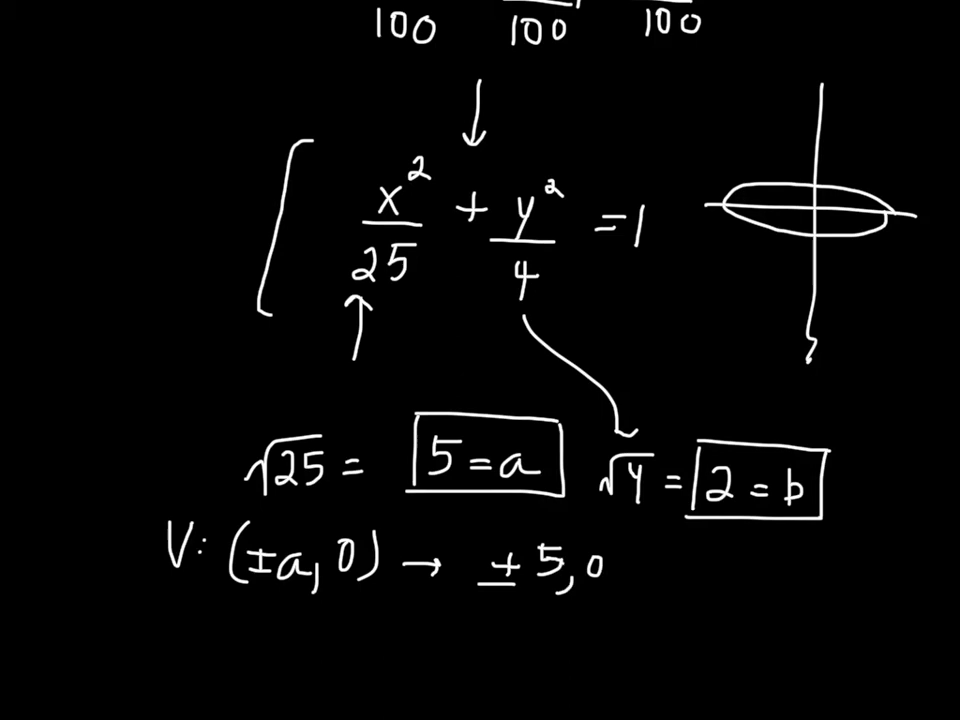 100 100 100
x² + y² = 1
25 4
√25 = 5 = a √4 = 2 = b
V: (±a, 0) → ± 5, 0